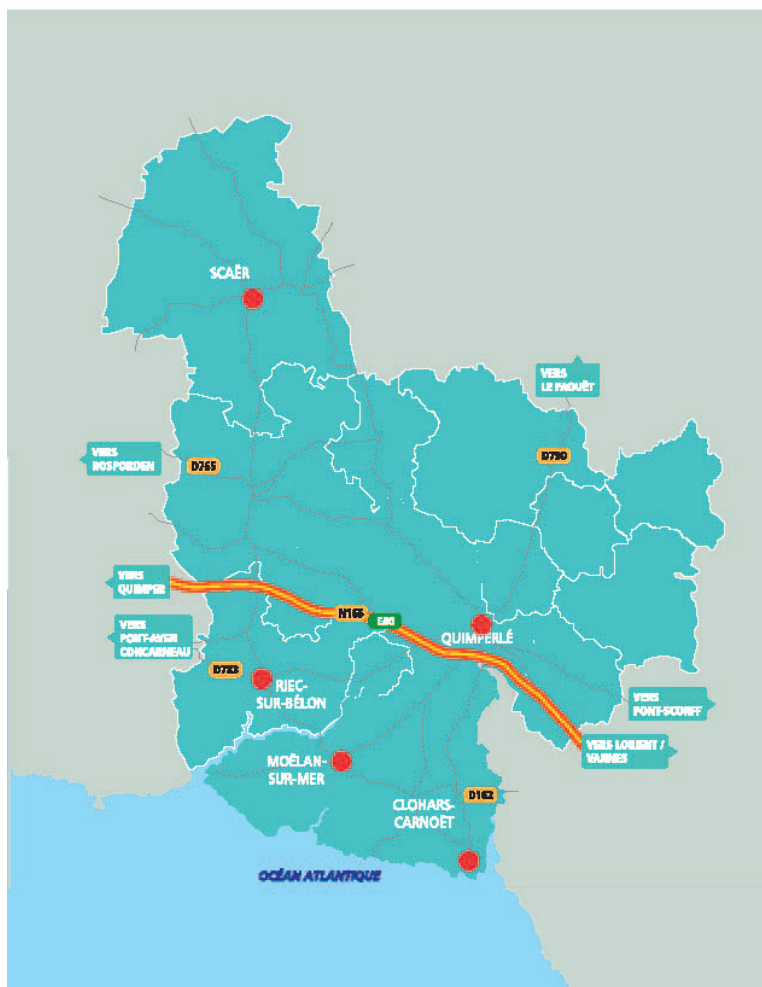 SCAËR
VERS
LE FAOUËT
VERS
ROSPORDEN
D765
D790
VERS
QUIMPER
N165
E60
VERS
PONT-AVEN
CONCARNEAU
QUIMPERLÉ
D783
RIEC-
SUR-BÉLON
VERS
PONT-SCORFF
VERS LORIENT /
VANNES
MOËLAN-
SUR-MER
D162
CLOHARS-
CARNOËT
OCÉAN ATLANTIQUE